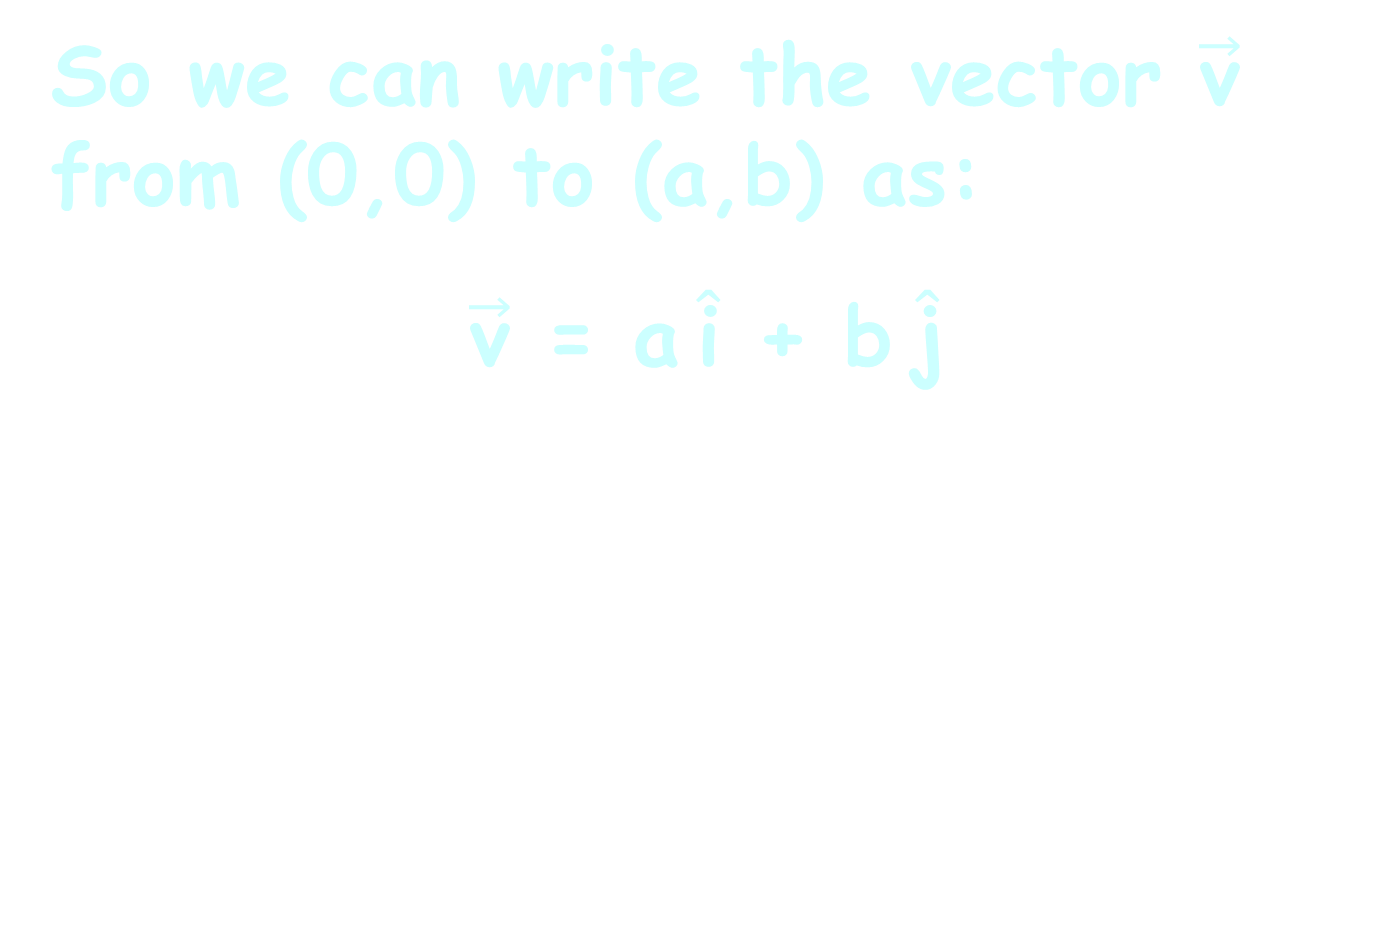 So we can write the vector v⃗
from (0,0) to (a,b) as:
v⃗ = a î + b ĵ